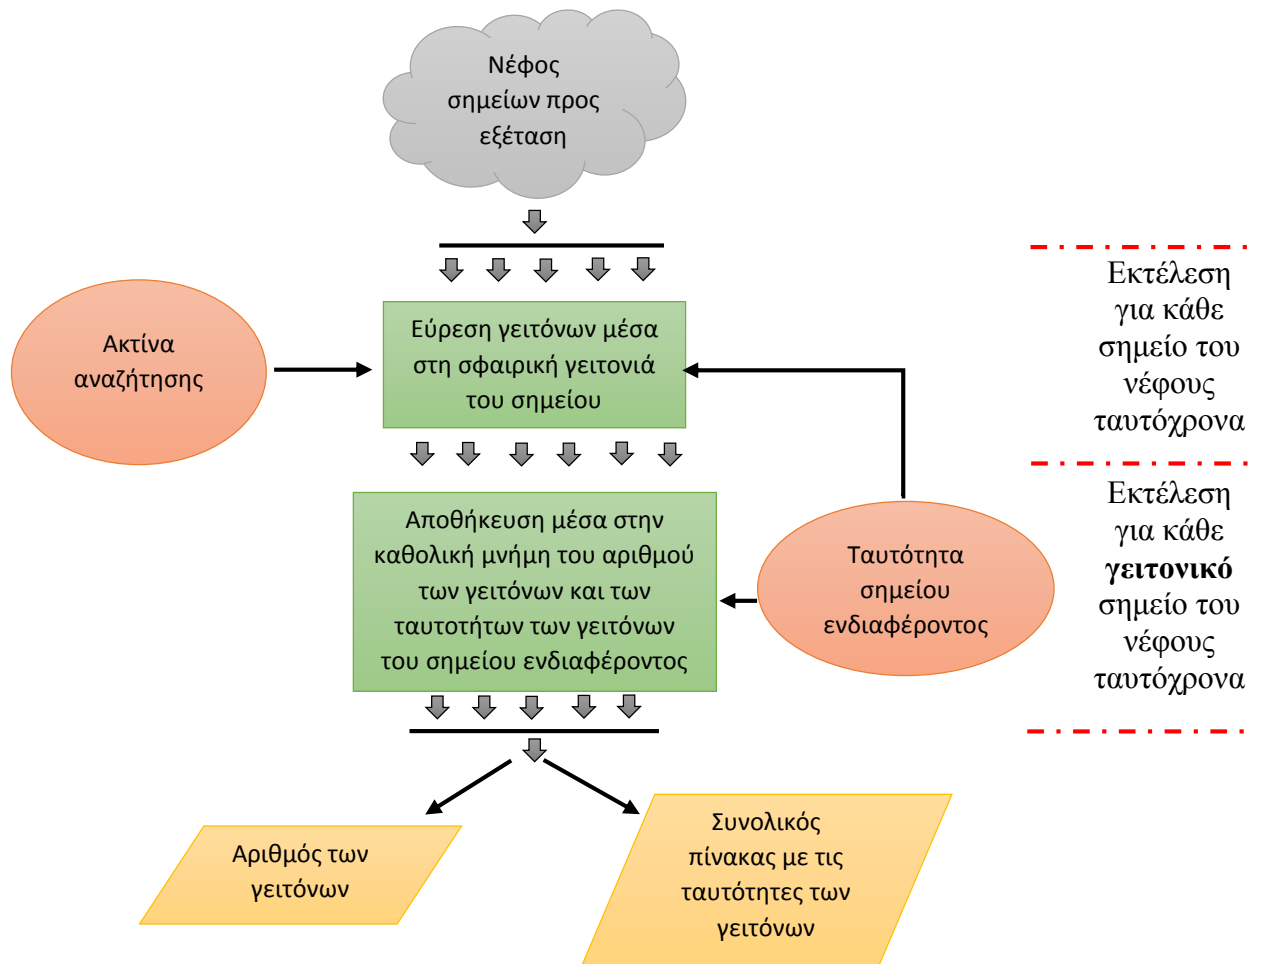 Νέφος
σημείων προς
εξέταση
Ακτίνα
αναζήτησης
Εύρεση γειτόνων μέσα
στη σφαιρική γειτονιά
του σημείου
Εκτέλεση
για κάθε
σημείο του
νέφους
ταυτόχρονα
Αποθήκευση μέσα στην
καθολική μνήμη του αριθμού
των γειτόνων και των
ταυτοτήτων των γειτόνων
του σημείου ενδιαφέροντος
Ταυτότητα
σημείου
ενδιαφέροντος
Εκτέλεση
για κάθε
γειτονικό
σημείο του
νέφους
ταυτόχρονα
Αριθμός των
γειτόνων
Συνολικός
πίνακας με τις
ταυτότητες των
γειτόνων